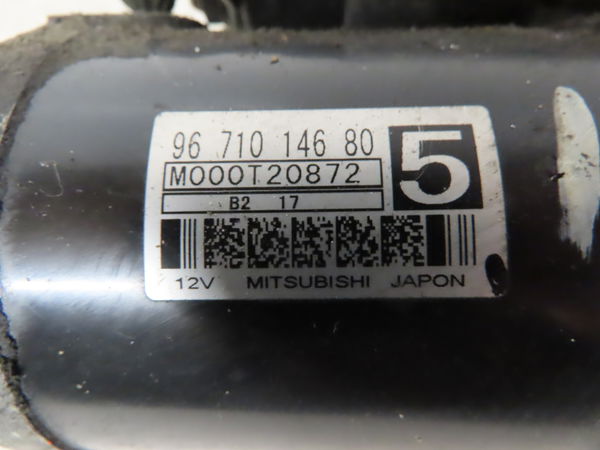 96 710 146 80 5
M000T20872
B2 17
12V MITSUBISHI JAPON